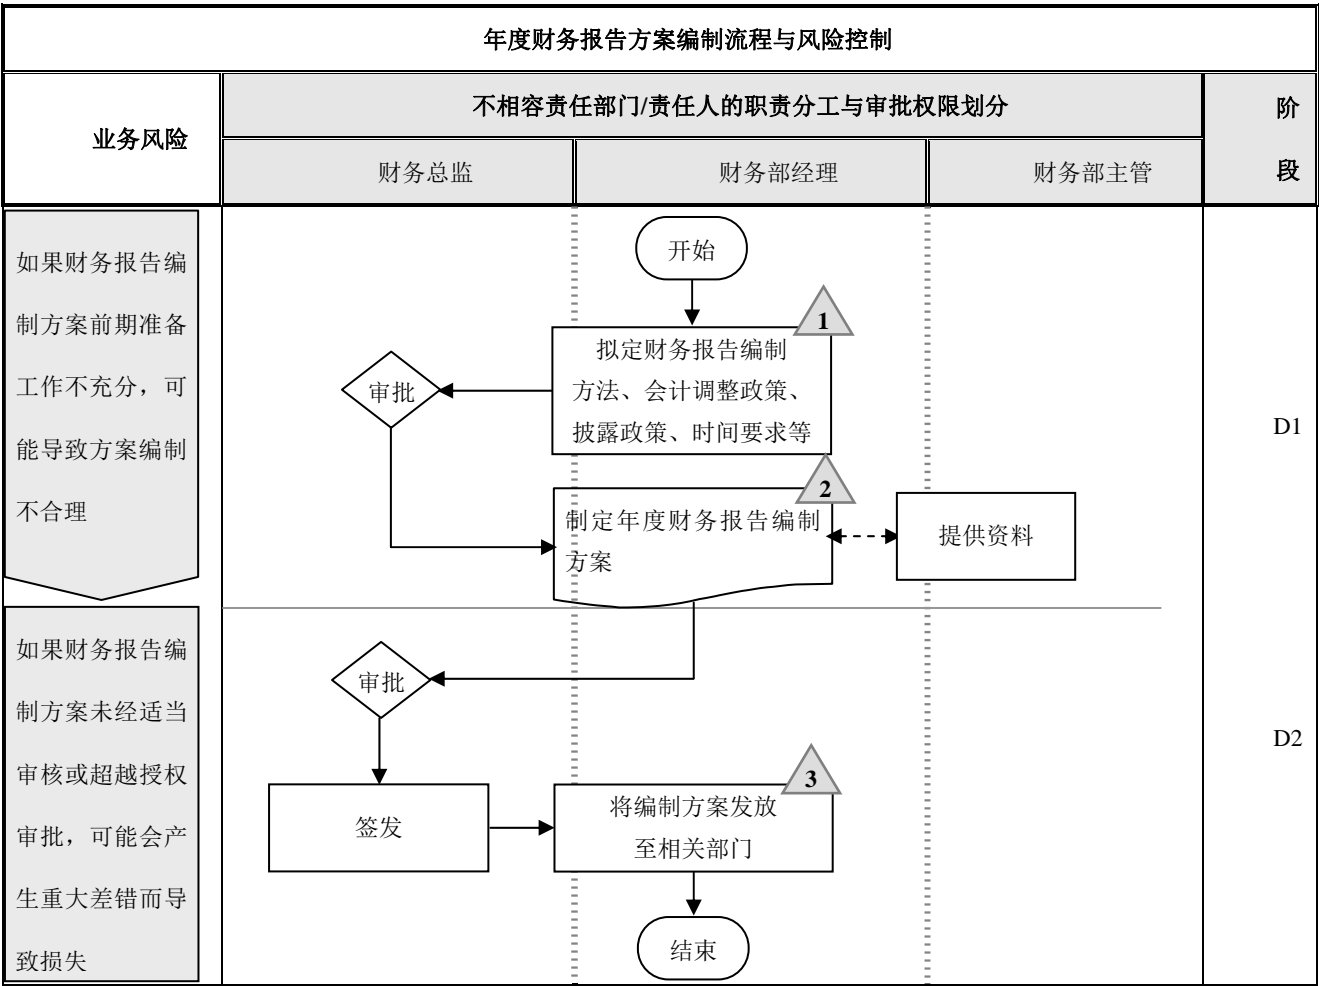 年度财务报告方案编制流程与风险控制
业务风险
不相容责任部门/责任人的职责分工与审批权限划分
阶
段
财务总监
财务部经理
财务部主管
如果财务报告编
制方案前期准备
工作不充分，可
能导致方案编制
不合理
开始
1
拟定财务报告编制
方法、会计调整政策、
披露政策、时间要求等
审批
2
制定年度财务报告编制
方案
提供资料
D1
如果财务报告编
制方案未经适当
审核或超越授权
审批，可能会产
生重大差错而导
致损失
审批
签发
3
将编制方案发放
至相关部门
结束
D2